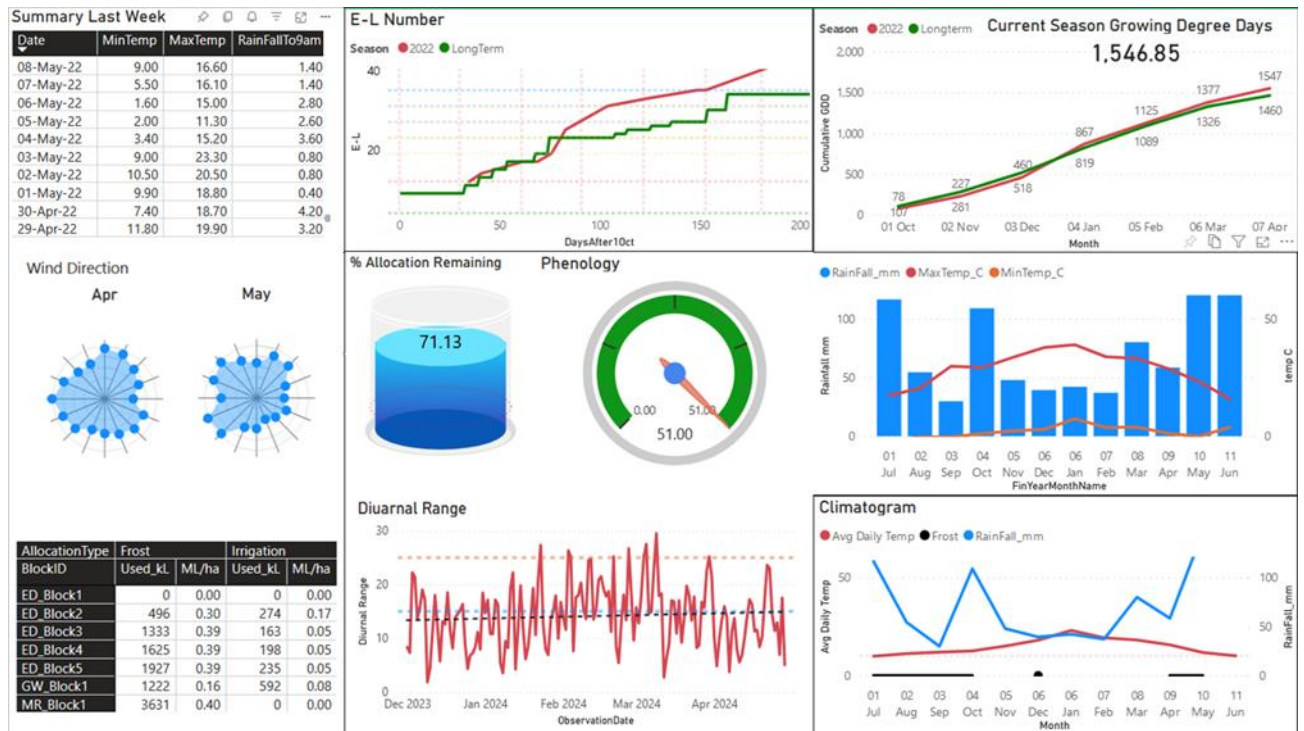 Summary Last Week
Date MinTemp MaxTemp RainFallTo9am
08-May-22 9.00 16.60 1.40
07-May-22 5.50 16.10 1.40
06-May-22 1.60 15.00 2.80
05-May-22 2.00 11.30 2.60
04-May-22 3.40 15.20 3.60
03-May-22 9.00 23.30 0.80
02-May-22 10.50 20.50 0.80
01-May-22 9.90 18.80 0.40
30-Apr-22 7.40 18.70 4.20
29-Apr-22 11.80 19.90 3.20
E-L Number
Season 2022 LongTerm
40
20
E-L
0 50 100 150 200
DaysAfter1Oct
Season 2022 Longterm
Current Season Growing Degree Days
1,546.85
2,000
1,500
1,000
500
0
Cumulative GDD
78 227 460 867 1125 1377 1547
107 281 518 819 1089 1326 1460
01 Oct 02 Nov 03 Dec 04 Jan 05 Feb 06 Mar 07 Apr
Month
Wind Direction
Apr May
% Allocation Remaining
71.13
Phenology
0.00 51.00
51.00
RainFall_mm MaxTemp_C MinTemp_C
100 50
50
0 0
Rainfall mm
temp C
01 02 03 04 05 06 06 07 08 09 10 11
Jul Aug Sep Oct Nov Dec Jan Feb Mar Apr May Jun
FinYearMonthName
AllocationType Frost Irrigation
BlockID Used_kL ML/ha Used_kL ML/ha
ED_Block1 0 0.00 0 0.00
ED_Block2 496 0.30 274 0.17
ED_Block3 1333 0.39 163 0.05
ED_Block4 1625 0.39 198 0.05
ED_Block5 1927 0.39 235 0.05
GW_Block1 1222 0.16 592 0.08
MR_Block1 3631 0.40 0 0.00
Diuarnal Range
30
20
10
0
Diurnal Range
Dec 2023 Jan 2024 Feb 2024 Mar 2024 Apr 2024
ObservationDate
Climatogram
Avg Daily Temp Frost RainFall_mm
50 100
50
0 0
Avg Daily Temp
RainFall_mm
01 02 03 04 05 06 06 07 08 09 10 11
Jul Aug Sep Oct Nov Dec Jan Feb Mar Apr May Jun
Month